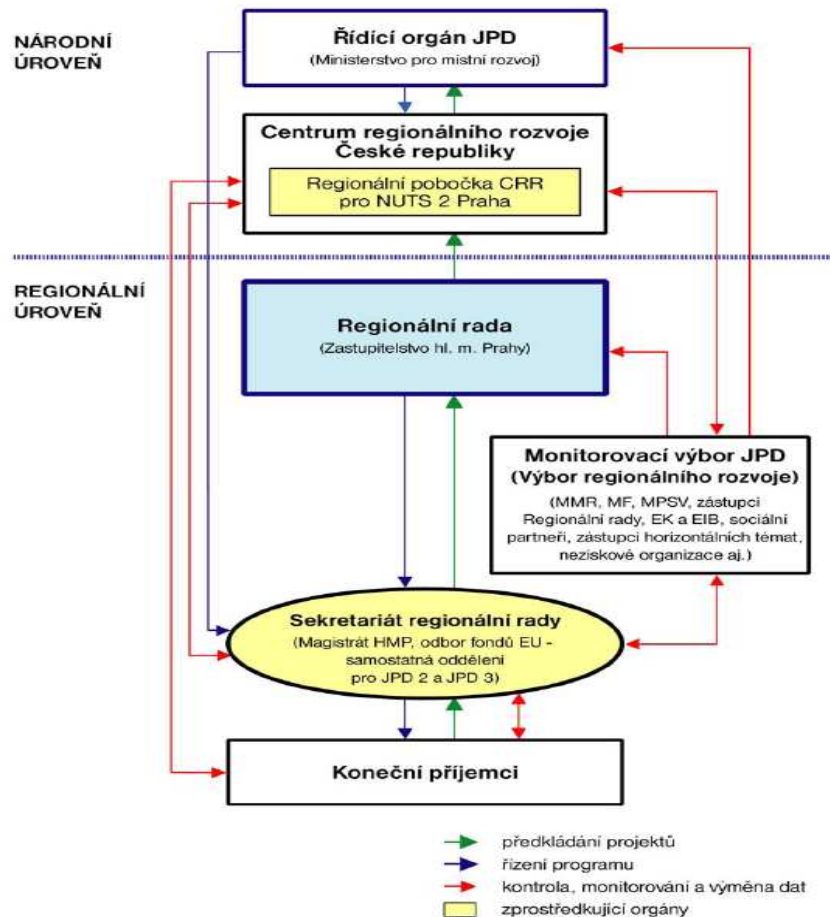 NÁRODNÍ
ÚROVEŇ
Řídící orgán JPD
(Ministerstvo pro místní rozvoj)
Centrum regionálního rozvoje
České republiky
Regionální pobočka CRR
pro NUTS 2 Praha
REGIONÁLNÍ
ÚROVEŇ
Regionální rada
(Zastupitelstvo hl. m. Prahy)
Monitorovací výbor JPD
(Výbor regionálního rozvoje)
(MMR, MF, MPSV, zástupci
Regionální rady, EK a EIB, sociální
partneři, zástupci horizontálních témat,
neziskové organizace aj.)
Sekretariát regionální rady
(Magistrát HMP, odbor fondů EU -
samostatná oddělení
pro JPD 2 a JPD 3)
Koneční příjemci
předkládání projektů
řízení programu
kontrola, monitorování a výměna dat
zprostředkující orgány